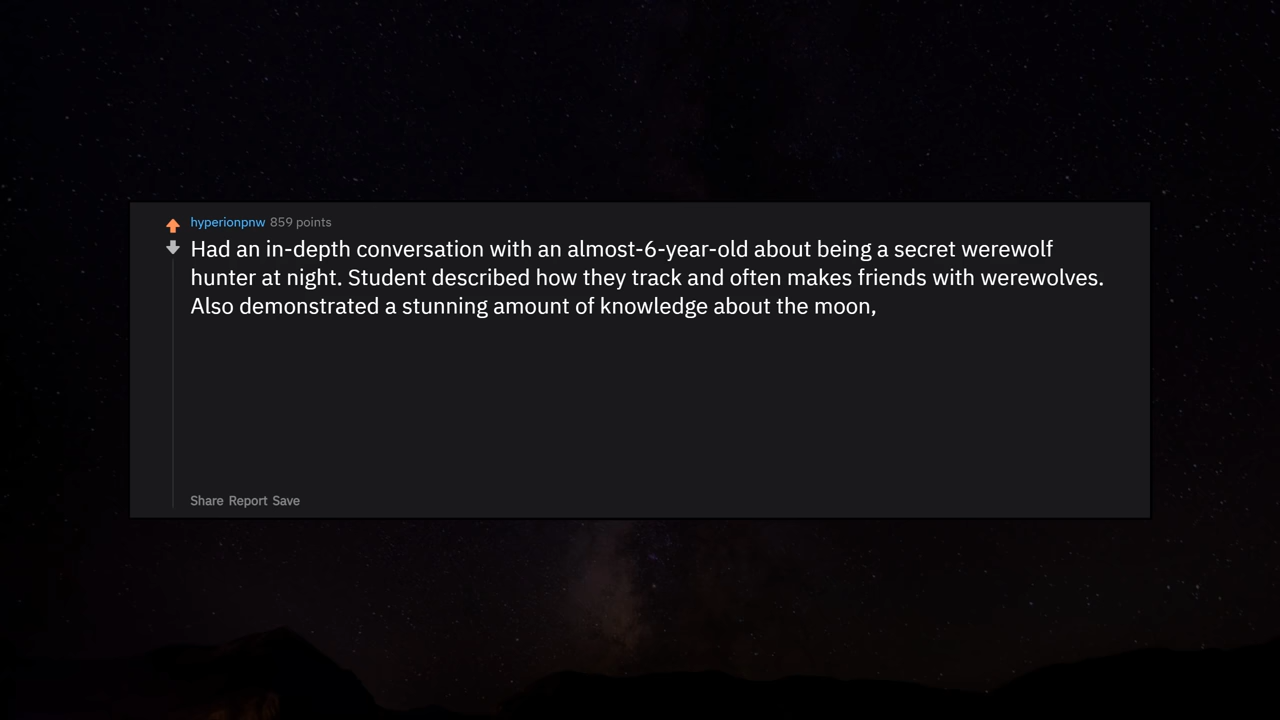 hyperionpnw 859 points
Had an in-depth conversation with an almost-6-year-old about being a secret werewolf
hunter at night. Student described how they track and often makes friends with werewolves.
Also demonstrated a stunning amount of knowledge about the moon,
Share Report Save